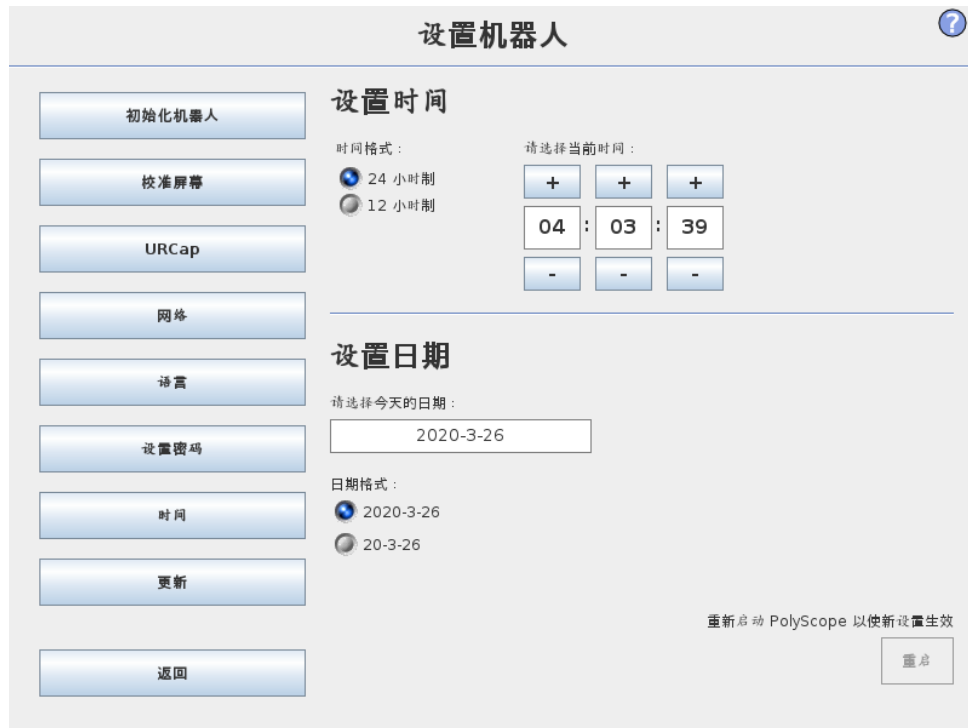 设置机器人
?
初始化机器人
校准屏幕
URCap
网络
语言
设置密码
时间
更新
返回
设置时间
时间格式：
24 小时制
12 小时制
请选择当前时间：
+ + +
04 : 03 : 39
- - -
设置日期
请选择今天的日期：
2020-3-26
日期格式：
2020-3-26
20-3-26
重新启动 PolyScope 以使新设置生效
重启